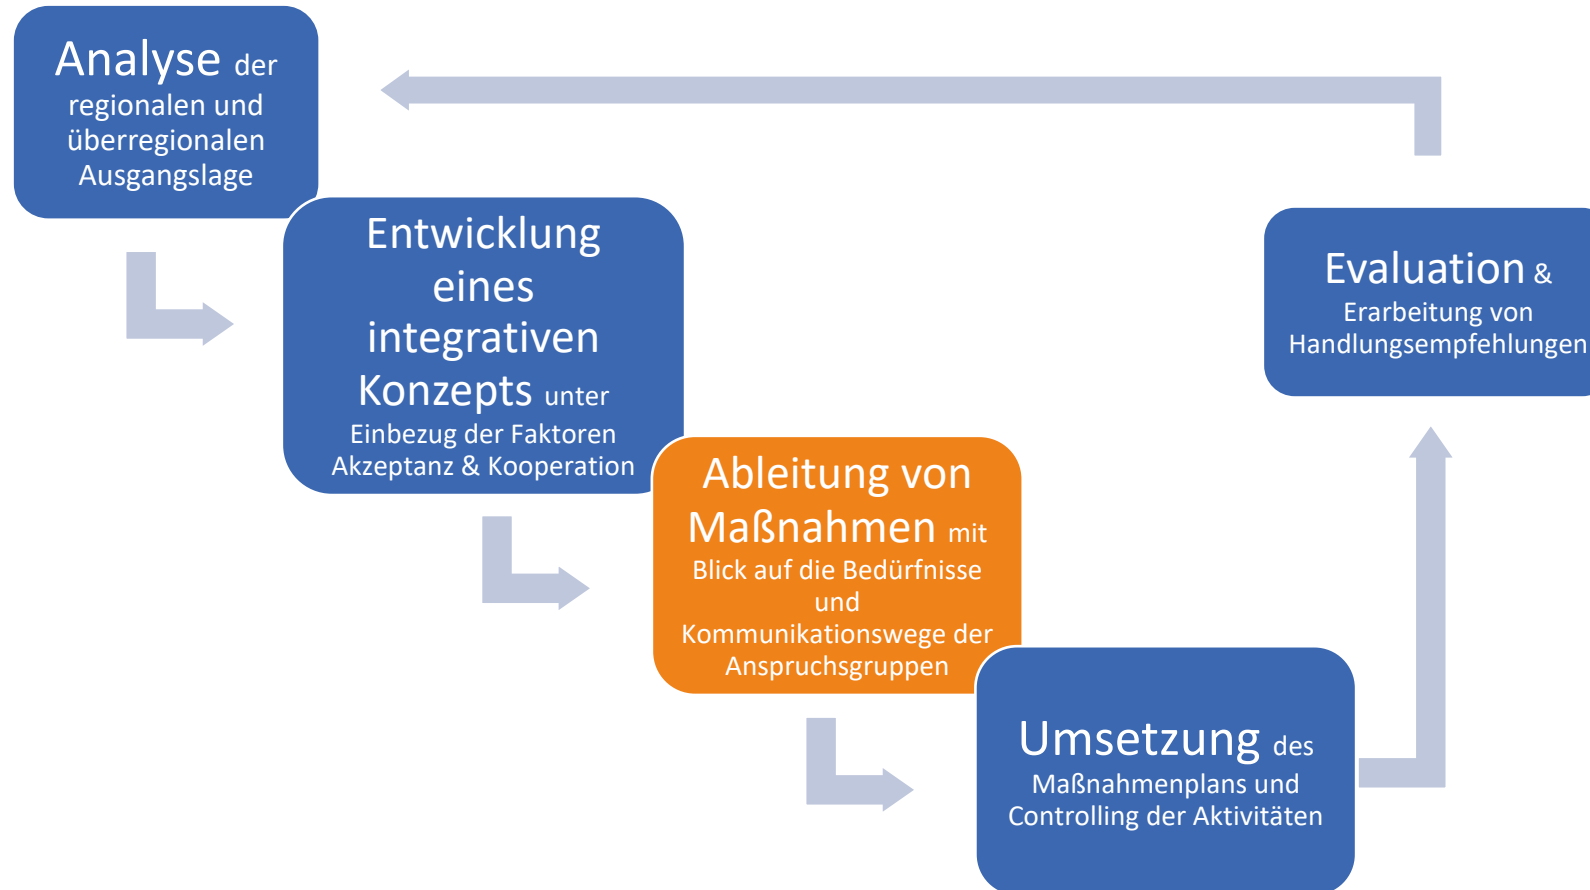 Analyse der
regionalen und
überregionalen
Ausgangslage
Entwicklung
eines
integrativen
Konzepts unter
Einbezug der Faktoren
Akzeptanz & Kooperation
Ableitung von
Maßnahmen mit
Blick auf die Bedürfnisse
und
Kommunikationswege der
Anspruchsgruppen
Umsetzung des
Maßnahmenplans und
Controlling der Aktivitäten
Evaluation &
Erarbeitung von
Handlungsempfehlungen